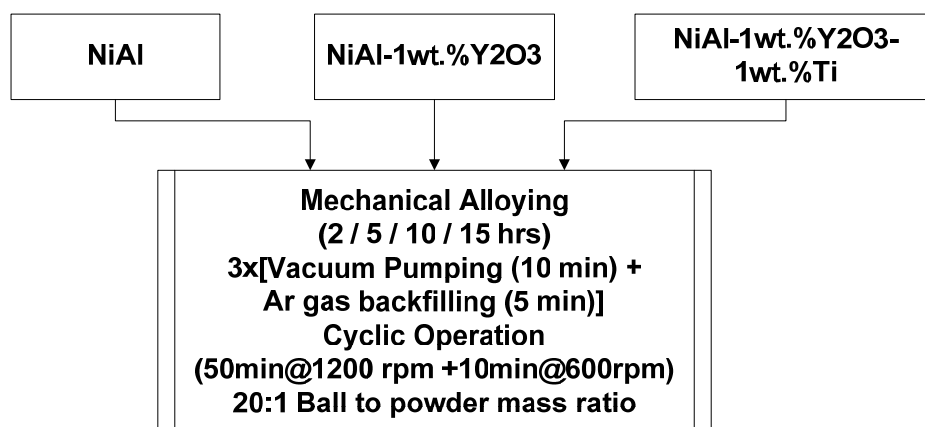 NiAl
NiAl-1wt.%Y2O3
NiAl-1wt.%Y2O3-
1wt.%Ti
Mechanical Alloying
(2 / 5 / 10 / 15 hrs)
3x[Vacuum Pumping (10 min) +
Ar gas backfilling (5 min)]
Cyclic Operation
(50min@1200 rpm +10min@600rpm)
20:1 Ball to powder mass ratio